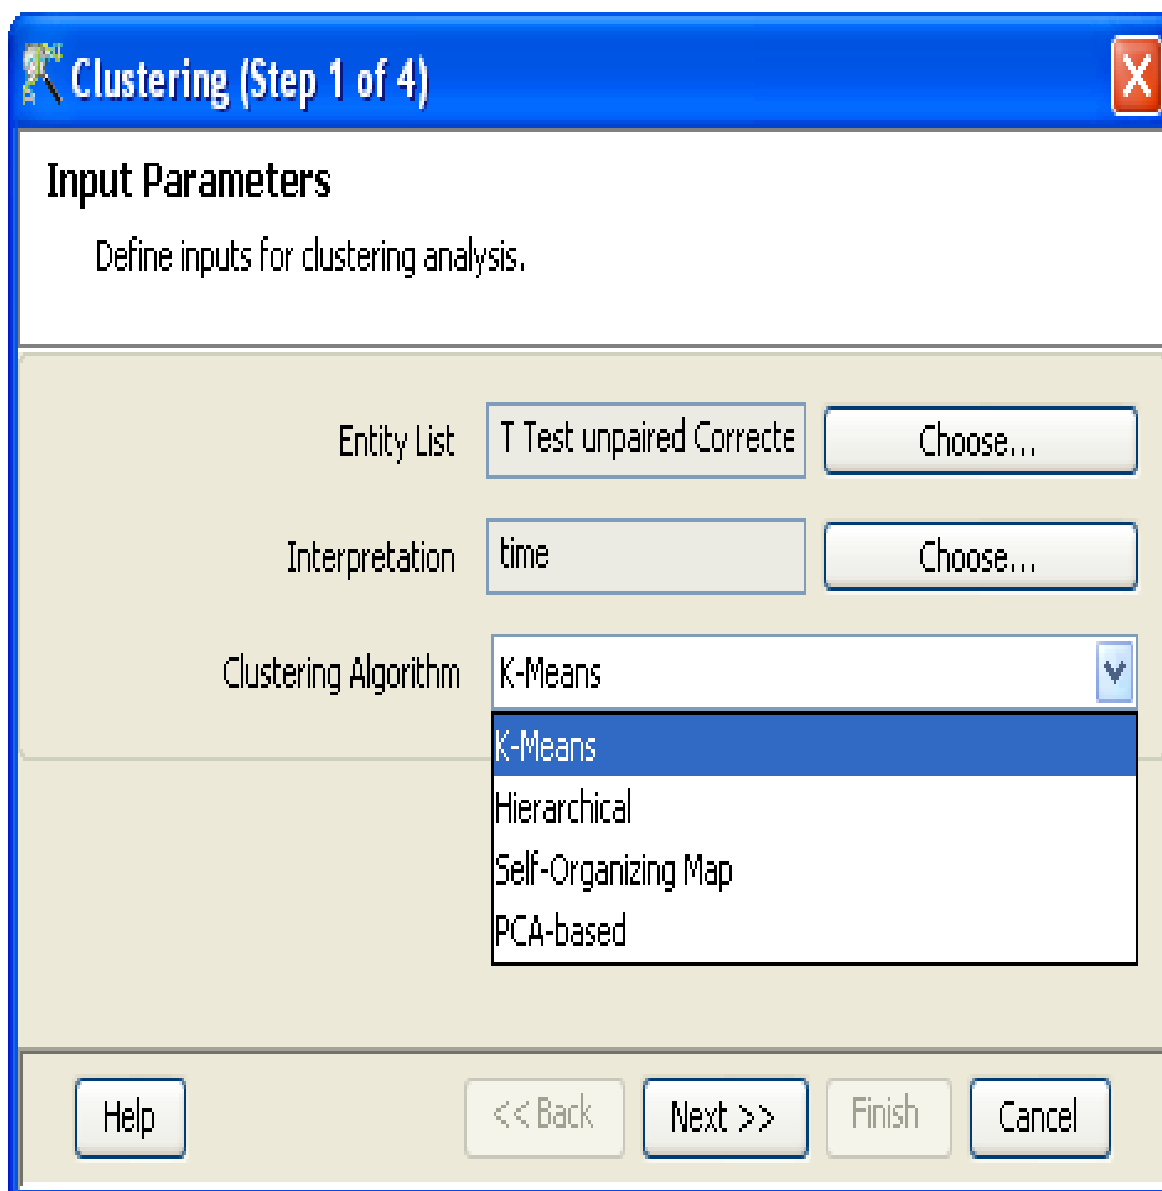 Clustering (Step 1 of 4)
Input Parameters
Define inputs for clustering analysis.
Entity List T Test unpaired Correcte Choose...
Interpretation time Choose...
Clustering Algorithm K-Means
K-Means
Hierarchical
Self-Organizing Map
PCA-based
Help << Back Next >> Finish Cancel